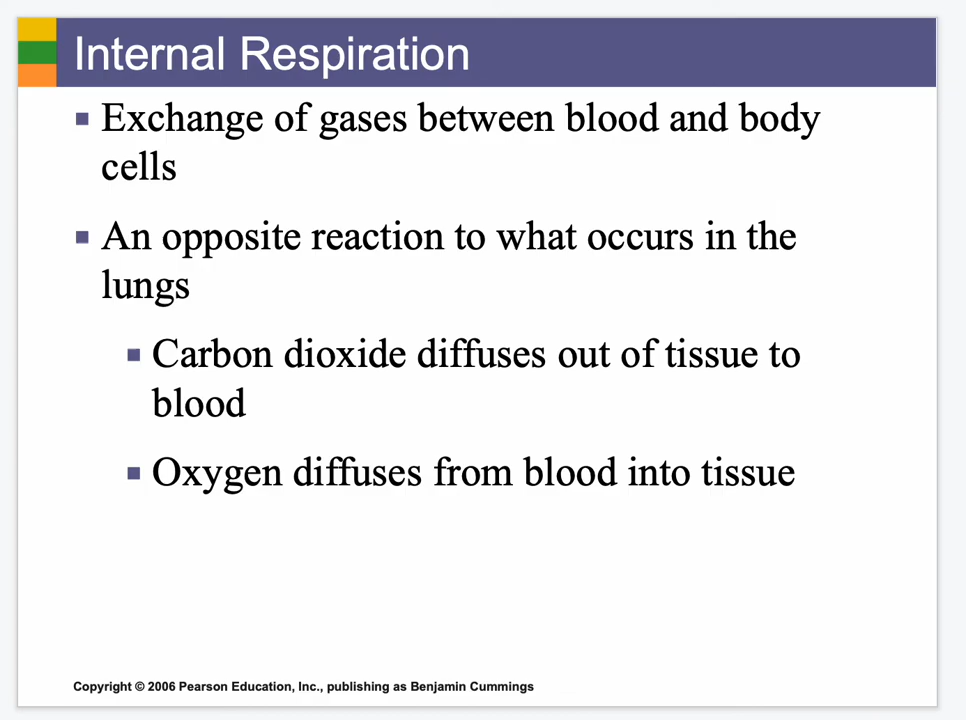 Internal Respiration
Exchange of gases between blood and body
cells
An opposite reaction to what occurs in the
lungs
Carbon dioxide diffuses out of tissue to
blood
Oxygen diffuses from blood into tissue
Copyright © 2006 Pearson Education, Inc., publishing as Benjamin Cummings